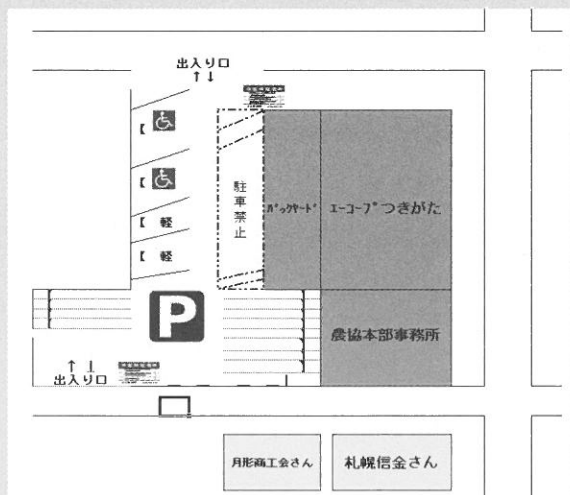 出入り口
↑↓
【
【
【 軽
【 軽
駐車禁止
ﾊﾞｯｸﾔｰﾄﾞ
エーコープつきがた
P
農協本部事務所
↑↓
出入り口
月形商工会さん
札幌信金さん